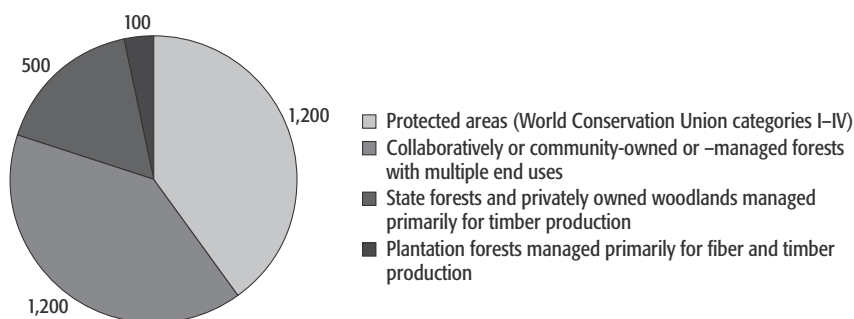 100
500
1,200
1,200
Protected areas (World Conservation Union categories I–IV)
Collaboratively or community-owned or –managed forests
with multiple end uses
State forests and privately owned woodlands managed
primarily for timber production
Plantation forests managed primarily for fiber and timber
production